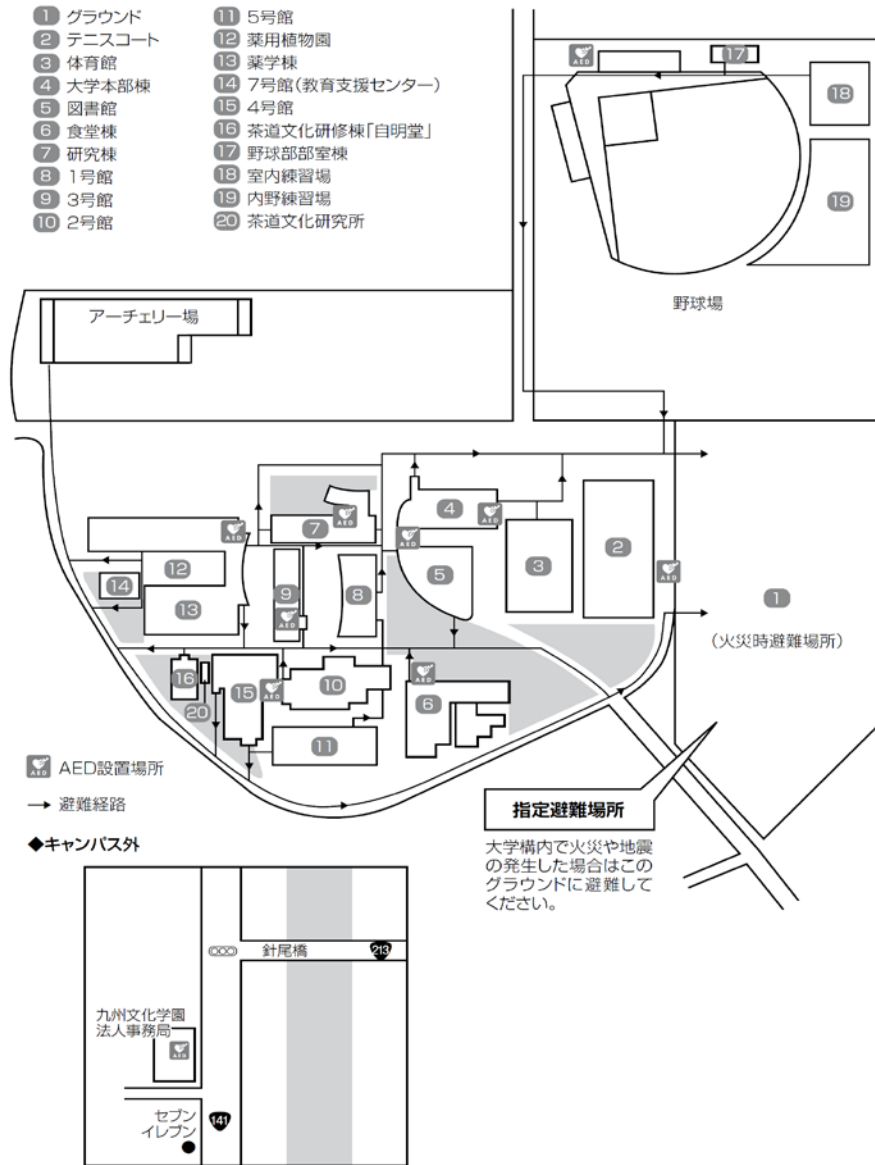 1 グラウンド
2 テニスコート
3 体育館
4 大学本部棟
5 図書館
6 食堂棟
7 研究棟
8 1号館
9 3号館
10 2号館
11 5号館
12 薬用植物園
13 薬学棟
14 7号館(教育支援センター)
15 4号館
16 茶道文化研修棟「自明堂」
17 野球部部室棟
18 室内練習場
19 内野練習場
20 茶道文化研究所
AED
17
18
19
野球場
アーチェリー場
4
AED
7
AED
AED
AED
2
3
12
5
AED
14
9
8
13
AED
1
(火災時避難場所)
16
10
AED
15
AED
6
20
11
AED AED設置場所
→ 避難経路
指定避難場所
大学構内で火災や地震
の発生した場合はこの
グラウンドに避難して
ください。
◆キャンパス外
針尾橋
213
九州文化学園
法人事務局
AED
セブン
イレブン
141